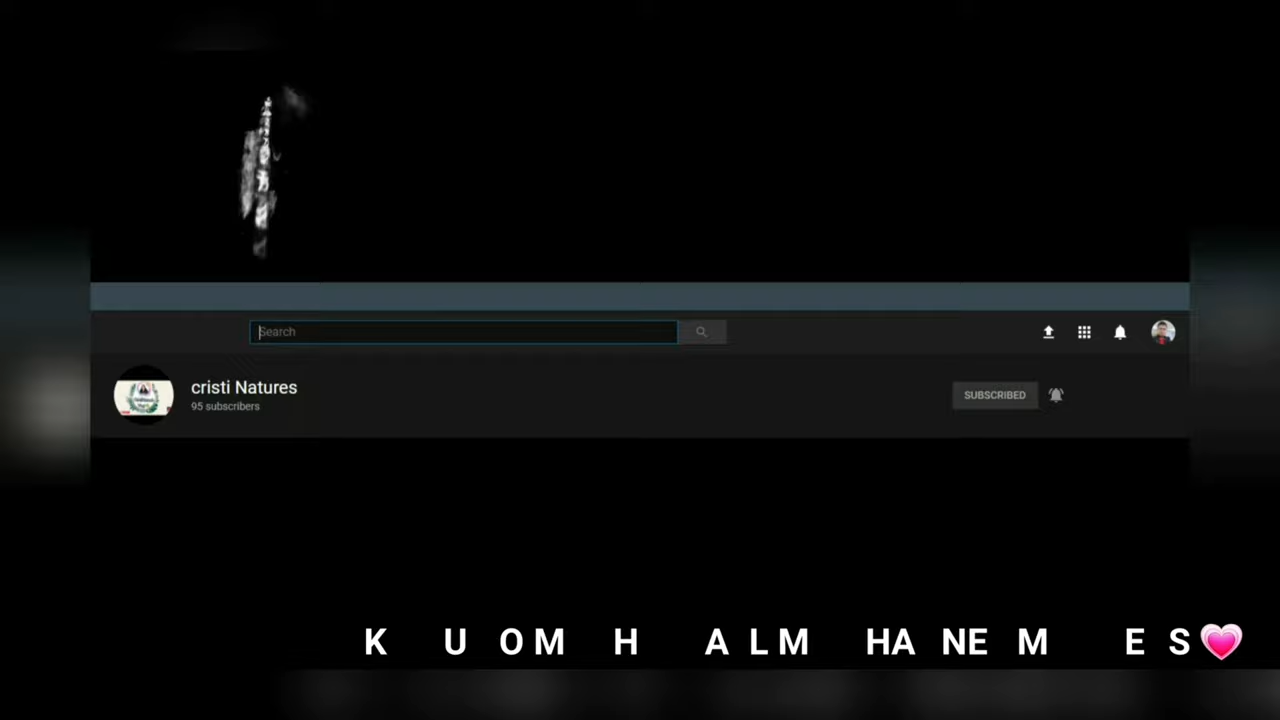 Search
cristi Natures
95 subscribers
SUBSCRIBED
K U OM H A LM HA NE M E S💗